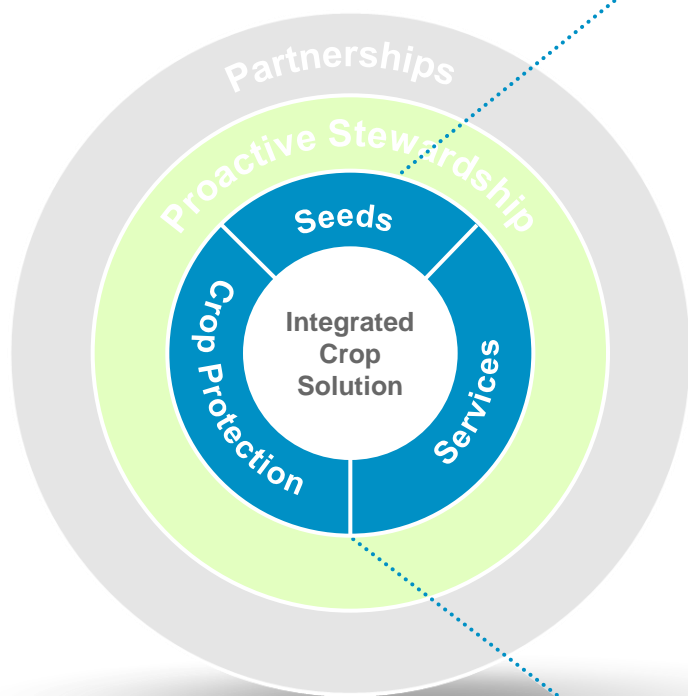 Partnerships
Proactive Stewardship
Seeds
Crop Protection
Services
Integrated
Crop
Solution